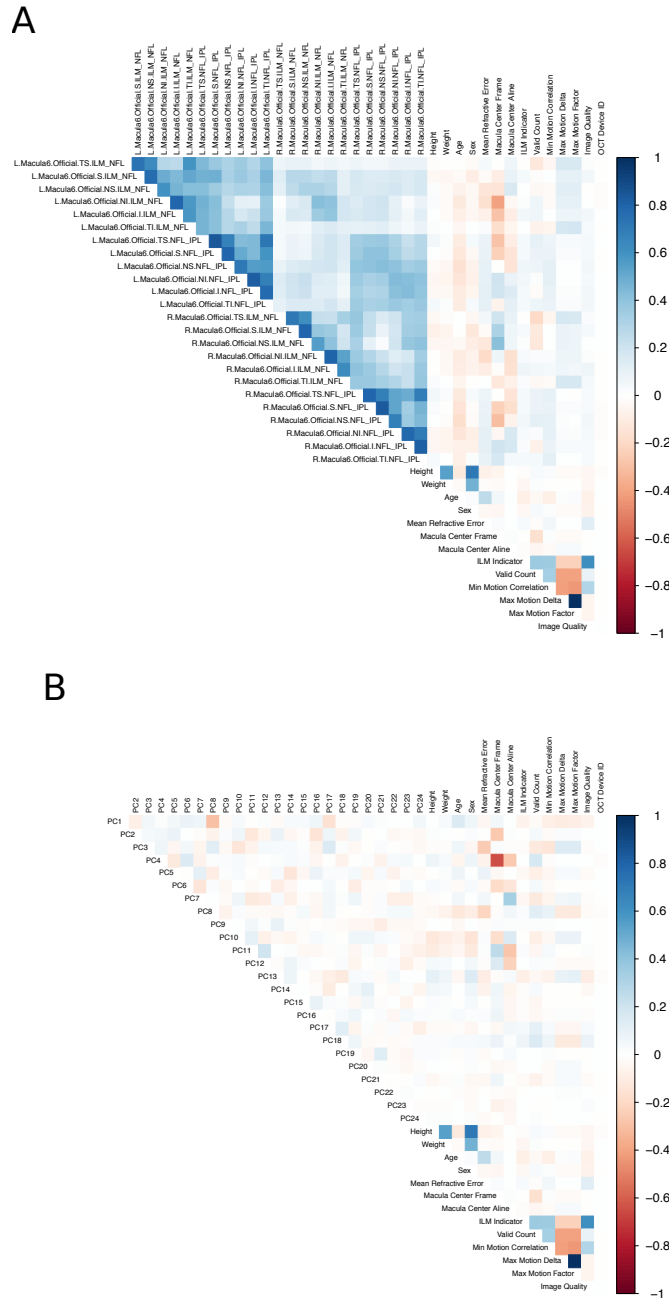 A
L.Macula6.Official.S.ILM_NFL
L.Macula6.Official.NS.ILM_NFL
L.Macula6.Official.NI.ILM_NFL
L.Macula6.Official.I.ILM_NFL
L.Macula6.Official.TI.ILM_NFL
L.Macula6.Official.TS.NFL_IPL
L.Macula6.Official.S.NFL_IPL
L.Macula6.Official.NS.NFL_IPL
L.Macula6.Official.NI.NFL_IPL
L.Macula6.Official.I.NFL_IPL
L.Macula6.Official.TI.NFL_IPL
R.Macula6.Official.TS.ILM_NFL
R.Macula6.Official.S.ILM_NFL
R.Macula6.Official.NS.ILM_NFL
R.Macula6.Official.NI.ILM_NFL
R.Macula6.Official.I.ILM_NFL
R.Macula6.Official.TI.ILM_NFL
R.Macula6.Official.TS.NFL_IPL
R.Macula6.Official.S.NFL_IPL
R.Macula6.Official.NS.NFL_IPL
R.Macula6.Official.NI.NFL_IPL
R.Macula6.Official.I.NFL_IPL
R.Macula6.Official.TI.NFL_IPL
Height
Weight
Age
Sex
Mean Refractive Error
Macula Center Frame
Macula Center Aline
ILM Indicator
Valid Count
Min Motion Correlation
Max Motion Delta
Max Motion Factor
Image Quality
OCT Device ID
L.Macula6.Official.TS.ILM_NFL
L.Macula6.Official.S.ILM_NFL
L.Macula6.Official.NS.ILM_NFL
L.Macula6.Official.NI.ILM_NFL
L.Macula6.Official.I.ILM_NFL
L.Macula6.Official.TI.ILM_NFL
L.Macula6.Official.TS.NFL_IPL
L.Macula6.Official.S.NFL_IPL
L.Macula6.Official.NS.NFL_IPL
L.Macula6.Official.NI.NFL_IPL
L.Macula6.Official.I.NFL_IPL
L.Macula6.Official.TI.NFL_IPL
R.Macula6.Official.TS.ILM_NFL
R.Macula6.Official.S.ILM_NFL
R.Macula6.Official.NS.ILM_NFL
R.Macula6.Official.NI.ILM_NFL
R.Macula6.Official.I.ILM_NFL
R.Macula6.Official.TI.ILM_NFL
R.Macula6.Official.TS.NFL_IPL
R.Macula6.Official.S.NFL_IPL
R.Macula6.Official.NS.NFL_IPL
R.Macula6.Official.NI.NFL_IPL
R.Macula6.Official.I.NFL_IPL
R.Macula6.Official.TI.NFL_IPL
Height
Weight
Age
Sex
Mean Refractive Error
Macula Center Frame
Macula Center Aline
ILM Indicator
Valid Count
Min Motion Correlation
Max Motion Delta
Max Motion Factor
Image Quality
1
0.8
0.6
0.4
0.2
0
−0.2
−0.4
−0.6
−0.8
−1
B
PC2
PC3
PC4
PC5
PC6
PC7
PC8
PC9
PC10
PC11
PC12
PC13
PC14
PC15
PC16
PC17
PC18
PC19
PC20
PC21
PC22
PC23
PC24
Height
Weight
Age
Sex
Mean Refractive Error
Macula Center Frame
Macula Center Aline
ILM Indicator
Valid Count
Min Motion Correlation
Max Motion Delta
Max Motion Factor
Image Quality
OCT Device ID
PC1
PC2
PC3
PC4
PC5
PC6
PC7
PC8
PC9
PC10
PC11
PC12
PC13
PC14
PC15
PC16
PC17
PC18
PC19
PC20
PC21
PC22
PC23
PC24
Height
Weight
Age
Sex
Mean Refractive Error
Macula Center Frame
Macula Center Aline
ILM Indicator
Valid Count
Min Motion Correlation
Max Motion Delta
Max Motion Factor
Image Quality
1
0.8
0.6
0.4
0.2
0
−0.2
−0.4
−0.6
−0.8
−1